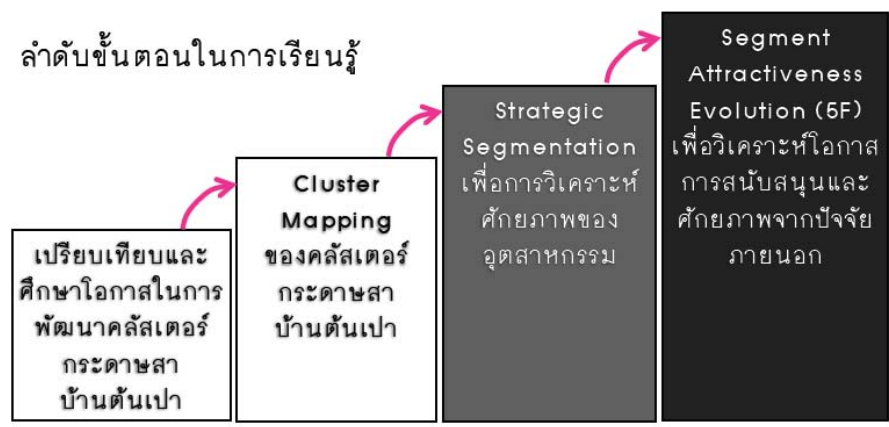 ลำดับขั้นตอนในการเรียนรู้
เปรียบเทียบและ
ศึกษาโอกาสในการ
พัฒนาคลัสเตอร์
กระดาษสา
บ้านต้นเปา
Cluster
Mapping
ของคลัสเตอร์
กระดาษสา
บ้านต้นเปา
Strategic
Segmentation
เพื่อการวิเคราะห์
ศักยภาพของ
อุตสาหกรรม
Segment
Attractiveness
Evolution (5F)
เพื่อวิเคราะห์โอกาส
การสนับสนุนและ
ศักยภาพจากปัจจัย
ภายนอก